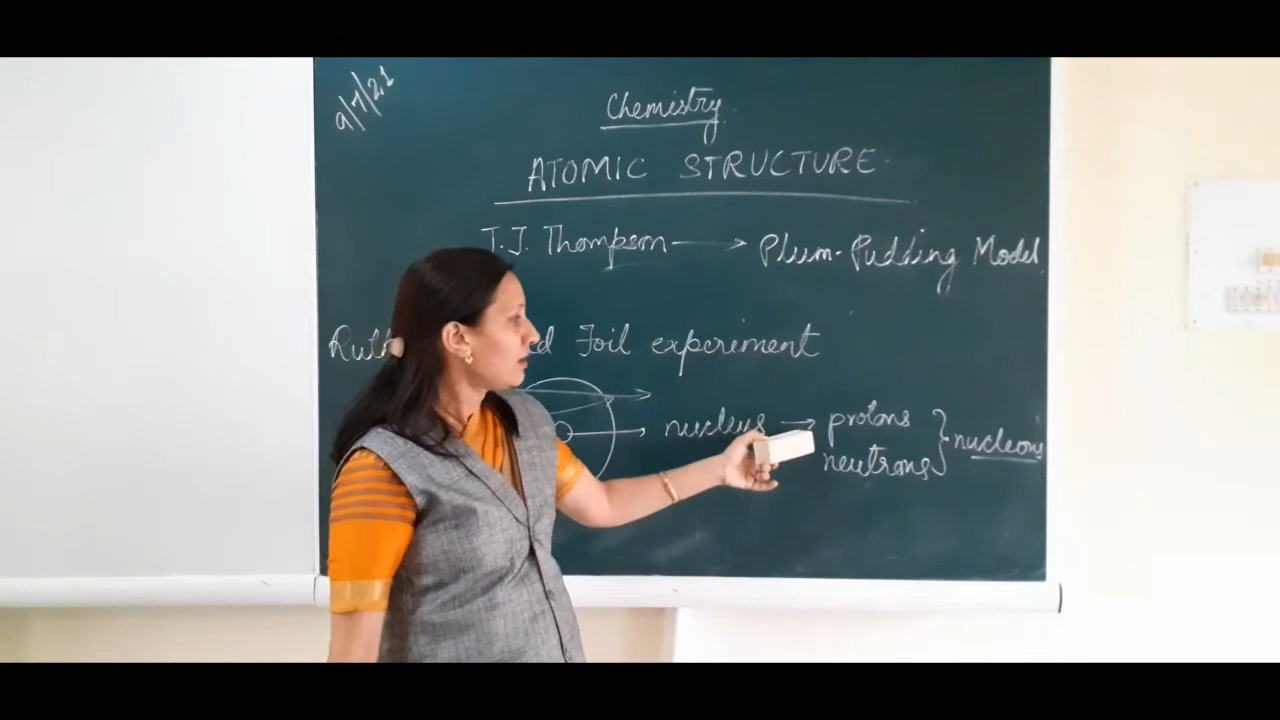 9/7/21
Chemistry
ATOMIC STRUCTURE
T.J. Thompson → Plum-Pudding Model
Foil experiment
nucleus → protons
neutrons } nucleons